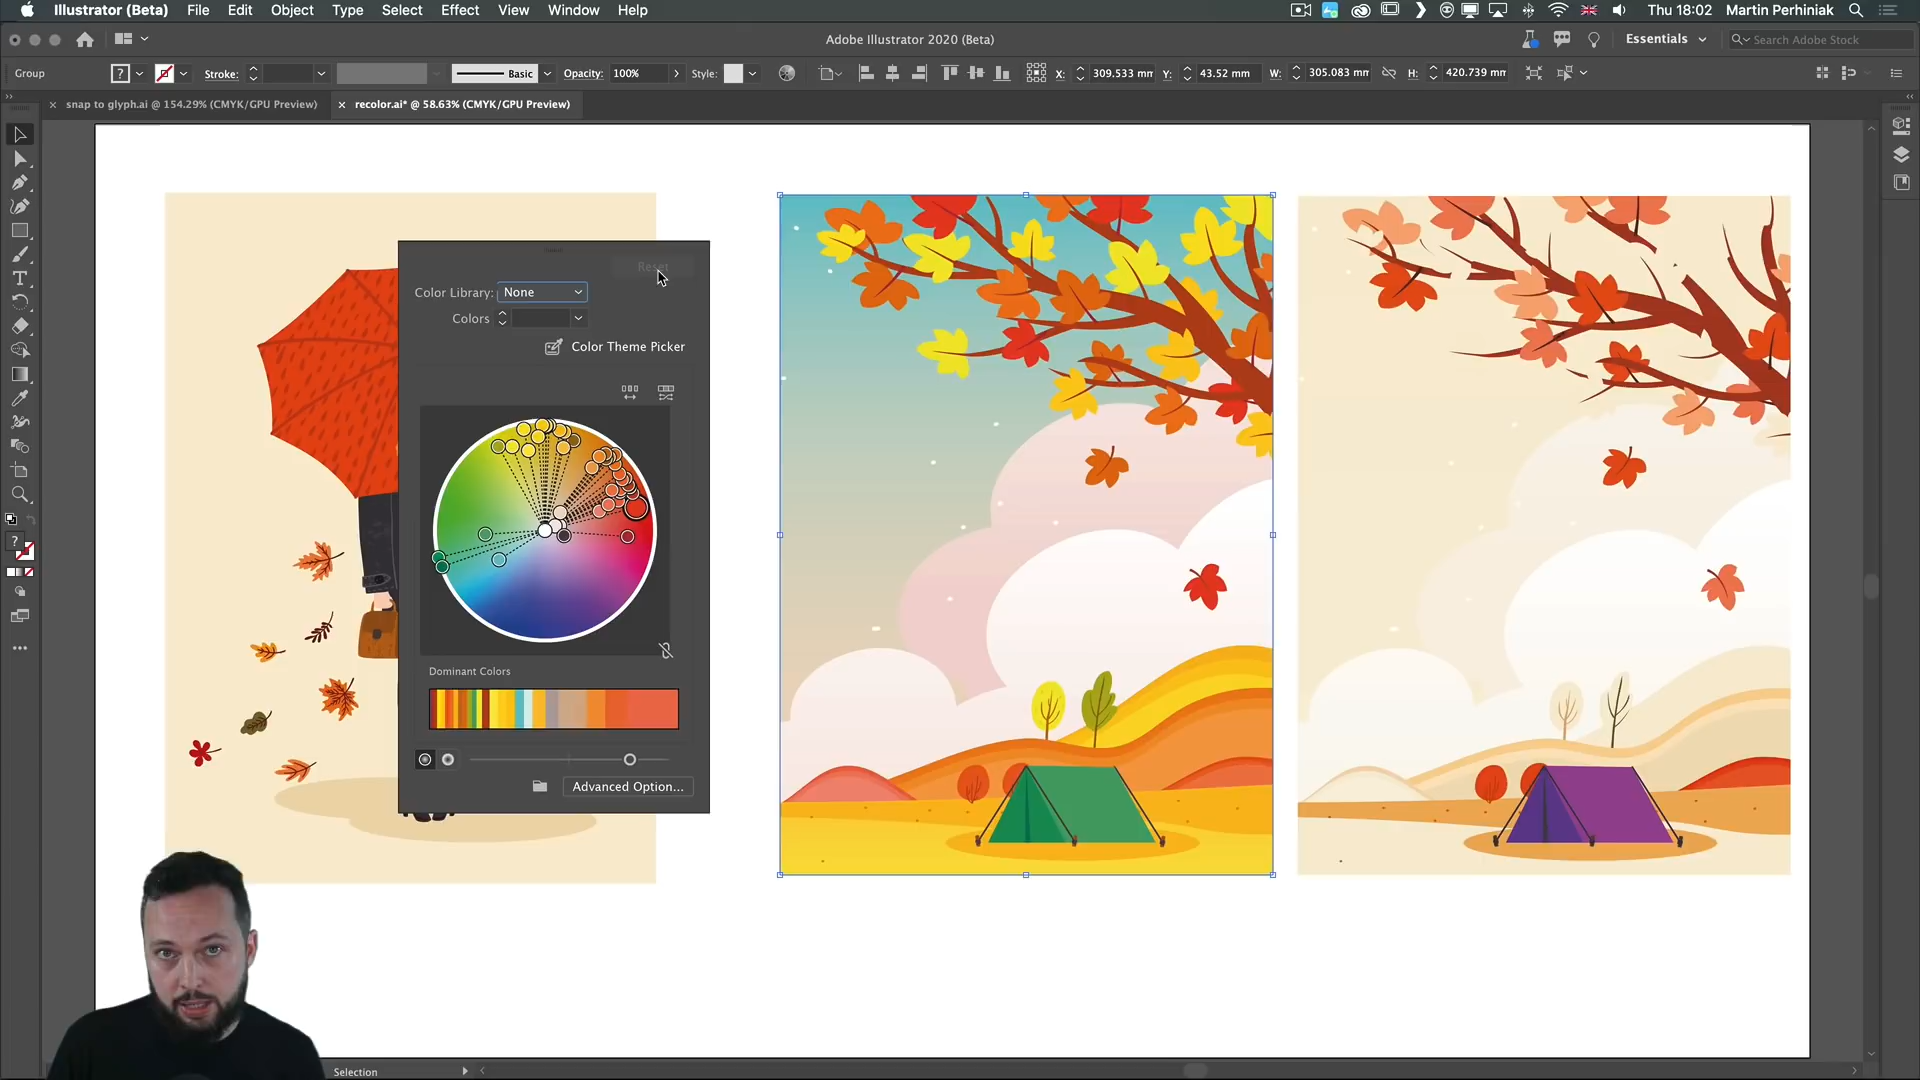 Illustrator (Beta) File Edit Object Type Select Effect View Window Help Thu 18:02 Martin Perhiniak
Adobe Illustrator 2020 (Beta) Essentials Search Adobe Stock
Group ? Stroke: Basic Opacity: 100% Style: X: 309.533 mm Y: 43.52 mm W: 305.083 mm H: 420.739 mm
snap to glyph.ai @ 154.29% (CMYK/GPU Preview) recolor.ai* @ 58.63% (CMYK/GPU Preview)
Reset
Color Library: None
Colors
Color Theme Picker
?
Dominant Colors
Advanced Option...
Selection